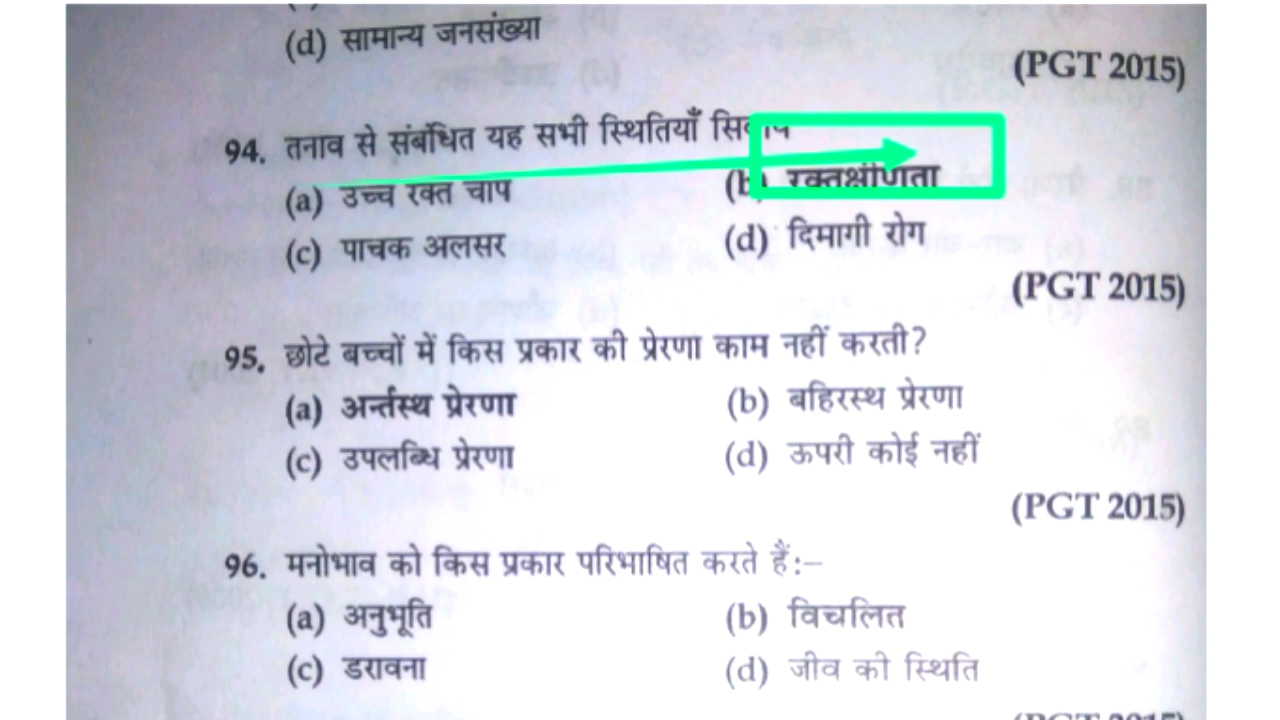 (d) सामान्य जनसंख्या
(PGT 2015)
94. तनाव से संबंधित यह सभी स्थितियाँ सिवाय
(a) उच्च रक्त चाप (b) रक्तक्षीणता
(c) पाचक अलसर (d) दिमागी रोग
(PGT 2015)
95. छोटे बच्चों में किस प्रकार की प्रेरणा काम नहीं करती?
(a) अर्न्तस्थ प्रेरणा (b) बहिरस्थ प्रेरणा
(c) उपलब्धि प्रेरणा (d) ऊपरी कोई नहीं
(PGT 2015)
96. मनोभाव को किस प्रकार परिभाषित करते हैं:–
(a) अनुभूति (b) विचलित
(c) डरावना (d) जीव की स्थिति